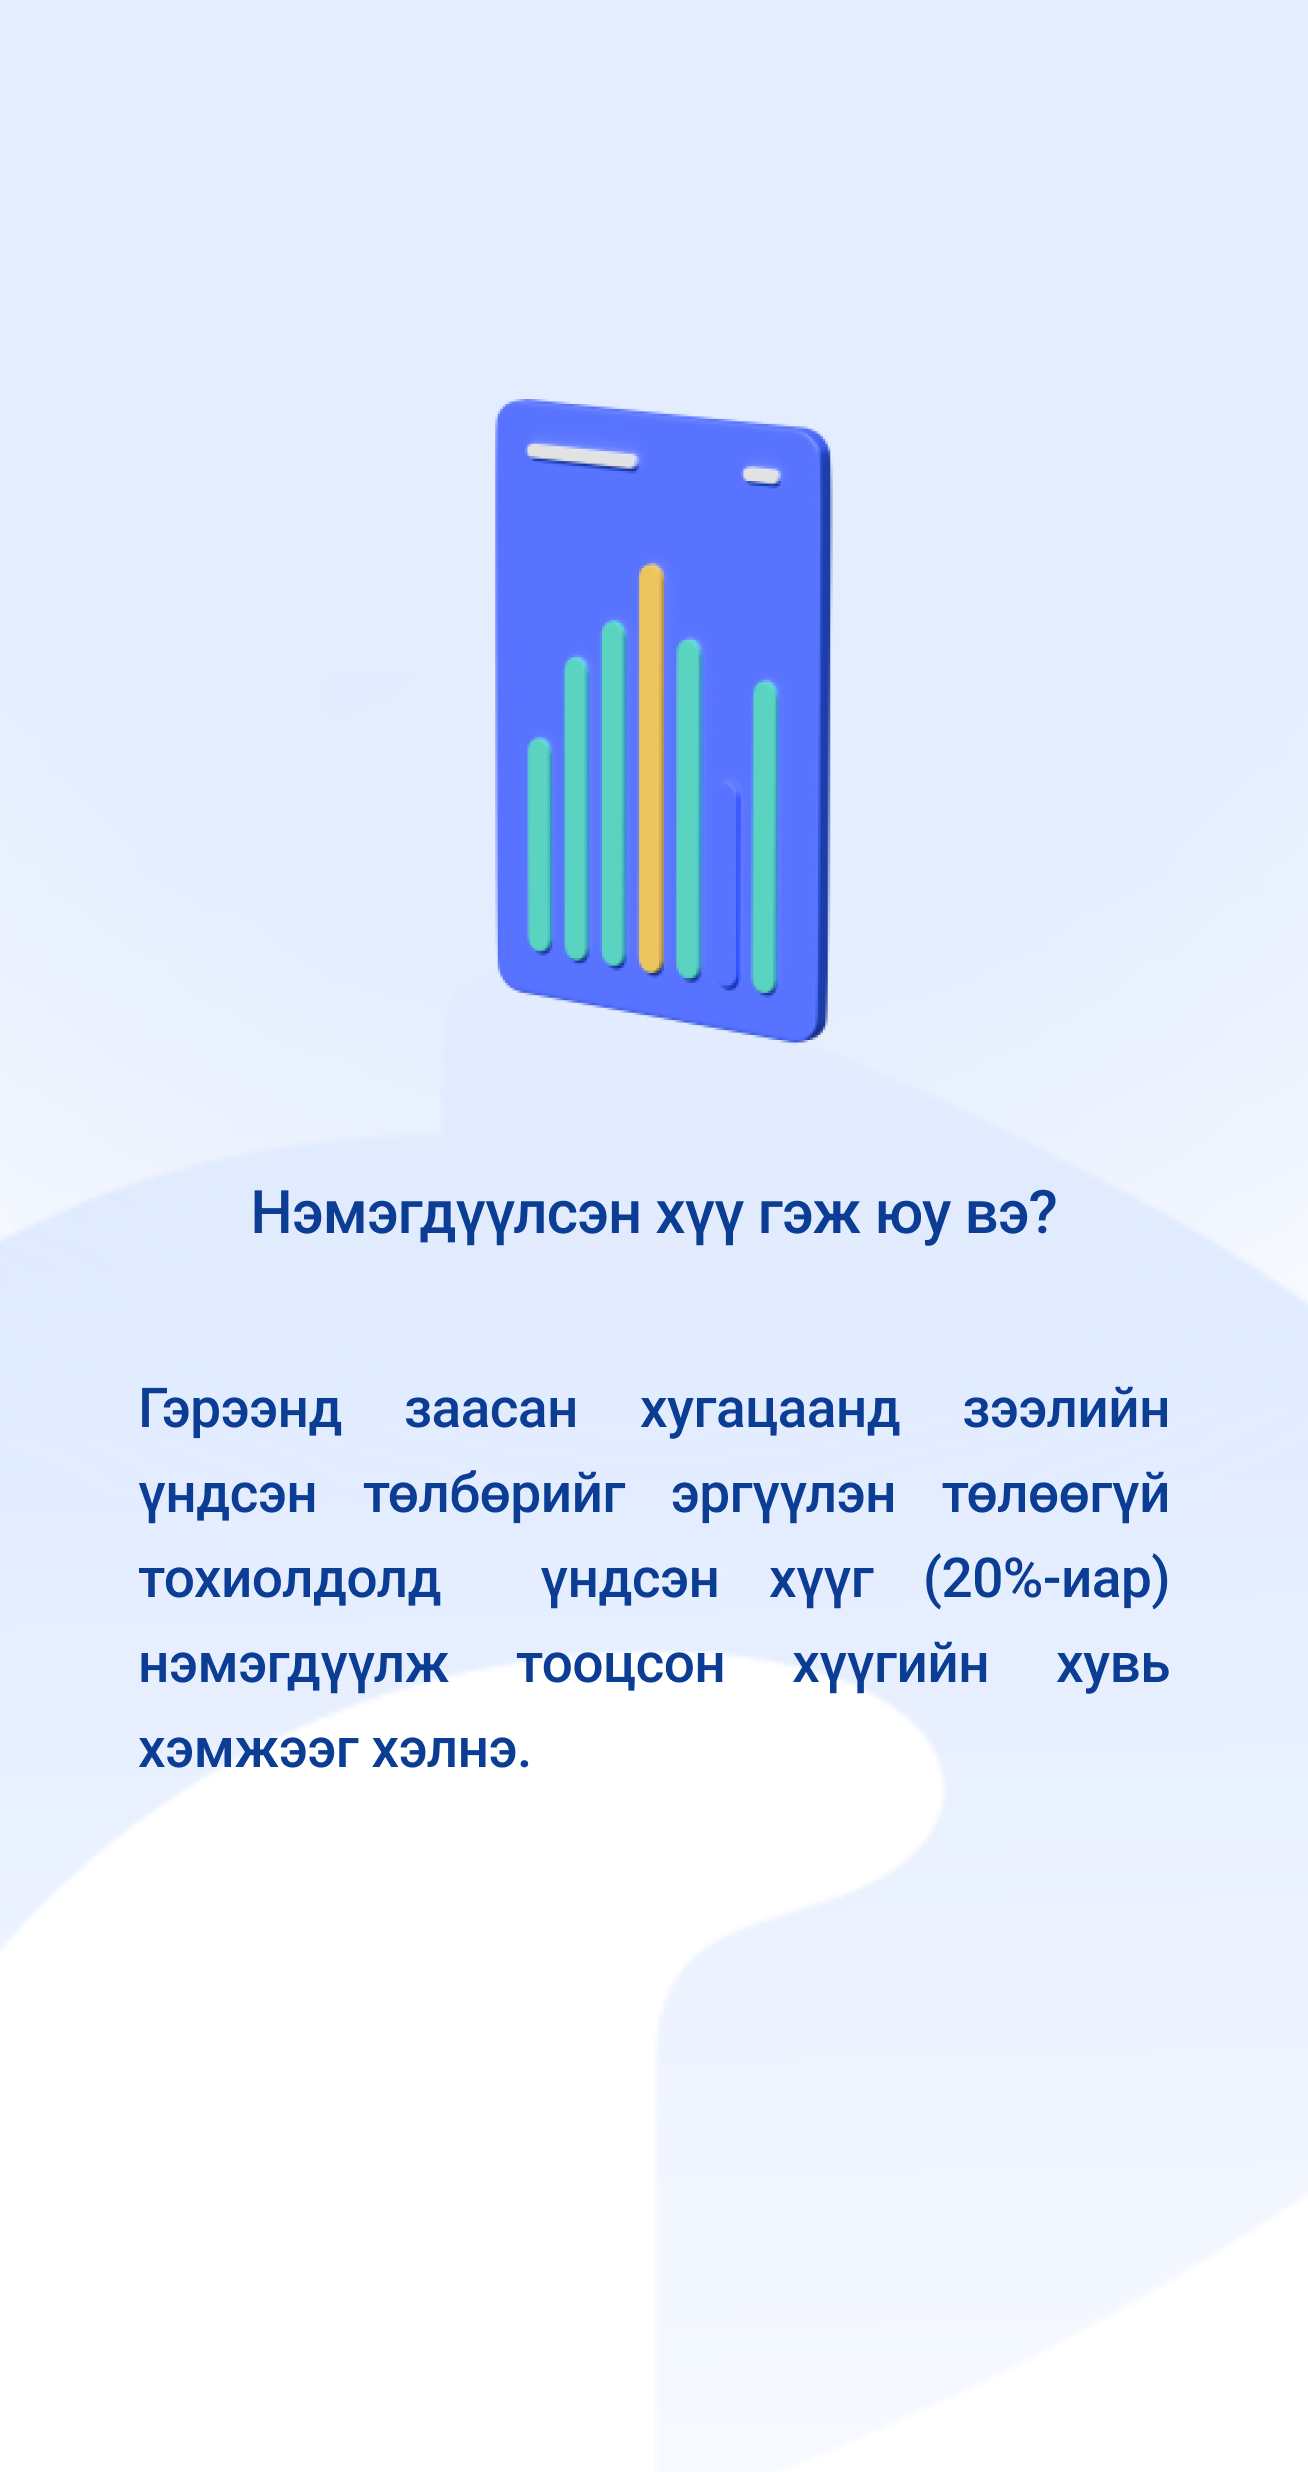 Нэмэгдүүлсэн хүү гэж юу вэ?
Гэрээнд заасан хугацаанд зээлийн
үндсэн төлбөрийг эргүүлэн төлөөгүй
тохиолдолд үндсэн хүүг (20%-иар)
нэмэгдүүлж тооцсон хүүгийн хувь
хэмжээг хэлнэ.